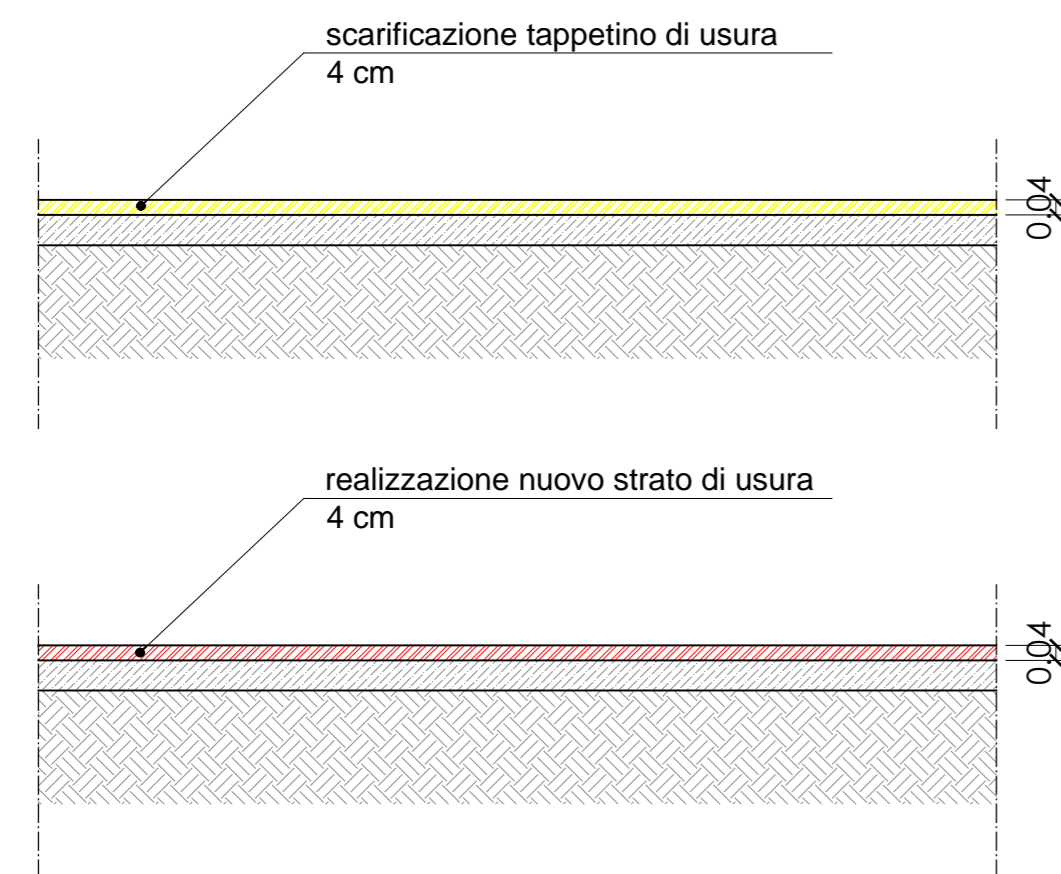 scarificazione tappetino di usura
4 cm
0.04
realizzazione nuovo strato di usura
4 cm
0.04